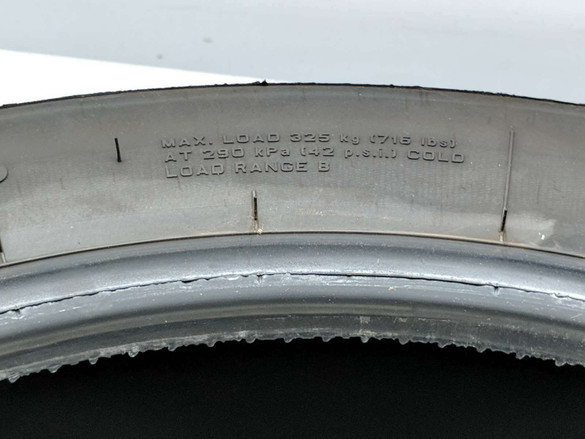 MAX. LOAD 325 kg (716 lbs)
AT 290 kPa (42 p.s.i.) COLD
LOAD RANGE B